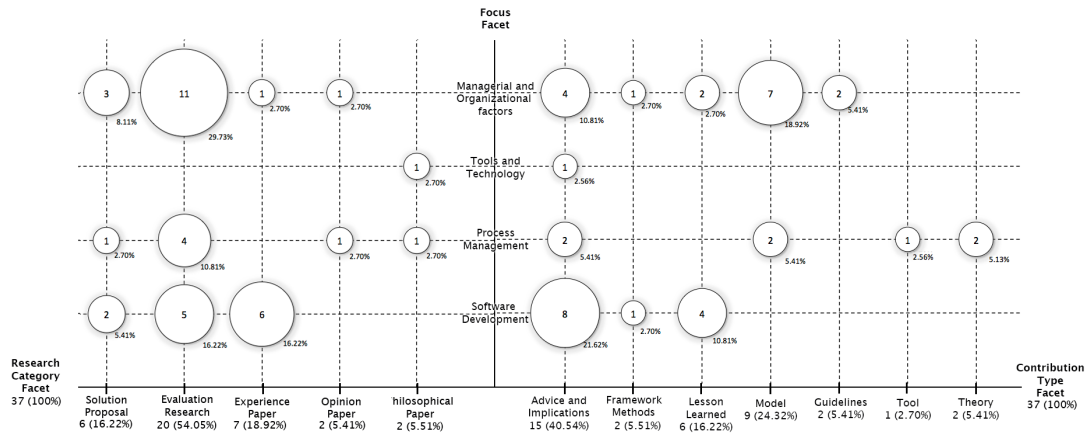 Focus
Facet
Managerial and
Organizational
factors
3
8.11%
11
29.73%
1
2.70%
1
2.70%
4
10.81%
1
2.70%
2
2.70%
7
18.92%
2
5.41%
Tools and
Technology
1
2.70%
1
2.56%
Process
Management
1
2.70%
4
10.81%
1
2.70%
1
2.70%
2
5.41%
2
5.41%
1
2.56%
2
5.13%
Software
Development
2
5.41%
5
16.22%
6
16.22%
8
21.62%
1
2.70%
4
10.81%
Research
Category
Facet
37 (100%)
Solution
Proposal
6 (16.22%)
Evaluation
Research
20 (54.05%)
Experience
Paper
7 (18.92%)
Opinion
Paper
2 (5.41%)
hilosophical
Paper
2 (5.51%)
Advice and
Implications
15 (40.54%)
Framework
Methods
2 (5.51%)
Lesson
Learned
6 (16.22%)
Model
9 (24.32%)
Guidelines
2 (5.41%)
Tool
1 (2.70%)
Theory
2 (5.41%)
Contribution
Type
Facet
37 (100%)